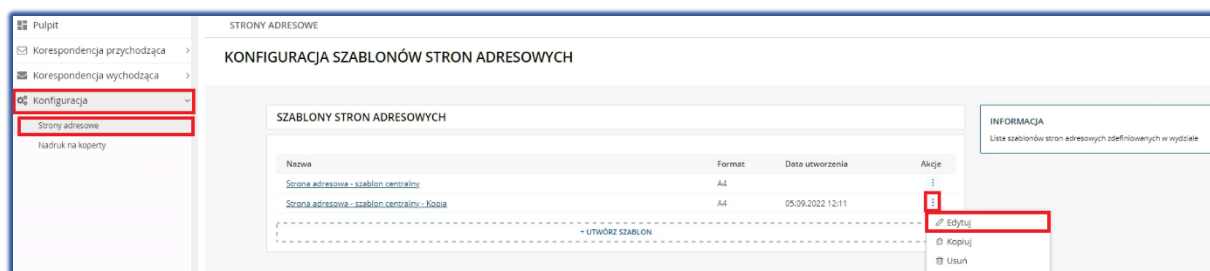 Pulpit
Korespondencja przychodząca
Korespondencja wychodząca
Konfiguracja
Strony adresowe
Nadruk na koperty
STRONY ADRESOWE
KONFIGURACJA SZABLONÓW STRON ADRESOWYCH
SZABLONY STRON ADRESOWYCH
Nazwa Format Data utworzenia Akcje
Strona adresowa - szablon centralny A4
Strona adresowa - szablon centralny - Kopia A4 05.09.2022 12:11
+ UTWÓRZ SZABLON
Edytuj
Kopiuj
Usuń
INFORMACJA
Lista szablonów stron adresowych zdefiniowanych w wydziale